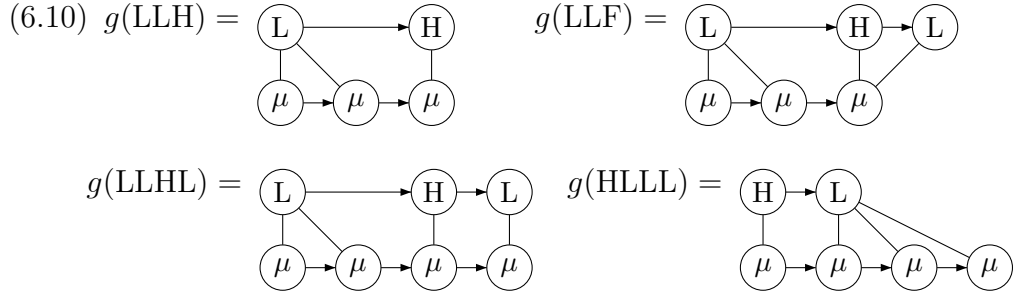 (6.10) g(LLH) = L H g(LLF) = L H L
μ μ μ μ μ μ
g(LLHL) = L H L g(HLLL) = H L
μ μ μ μ μ μ μ μ